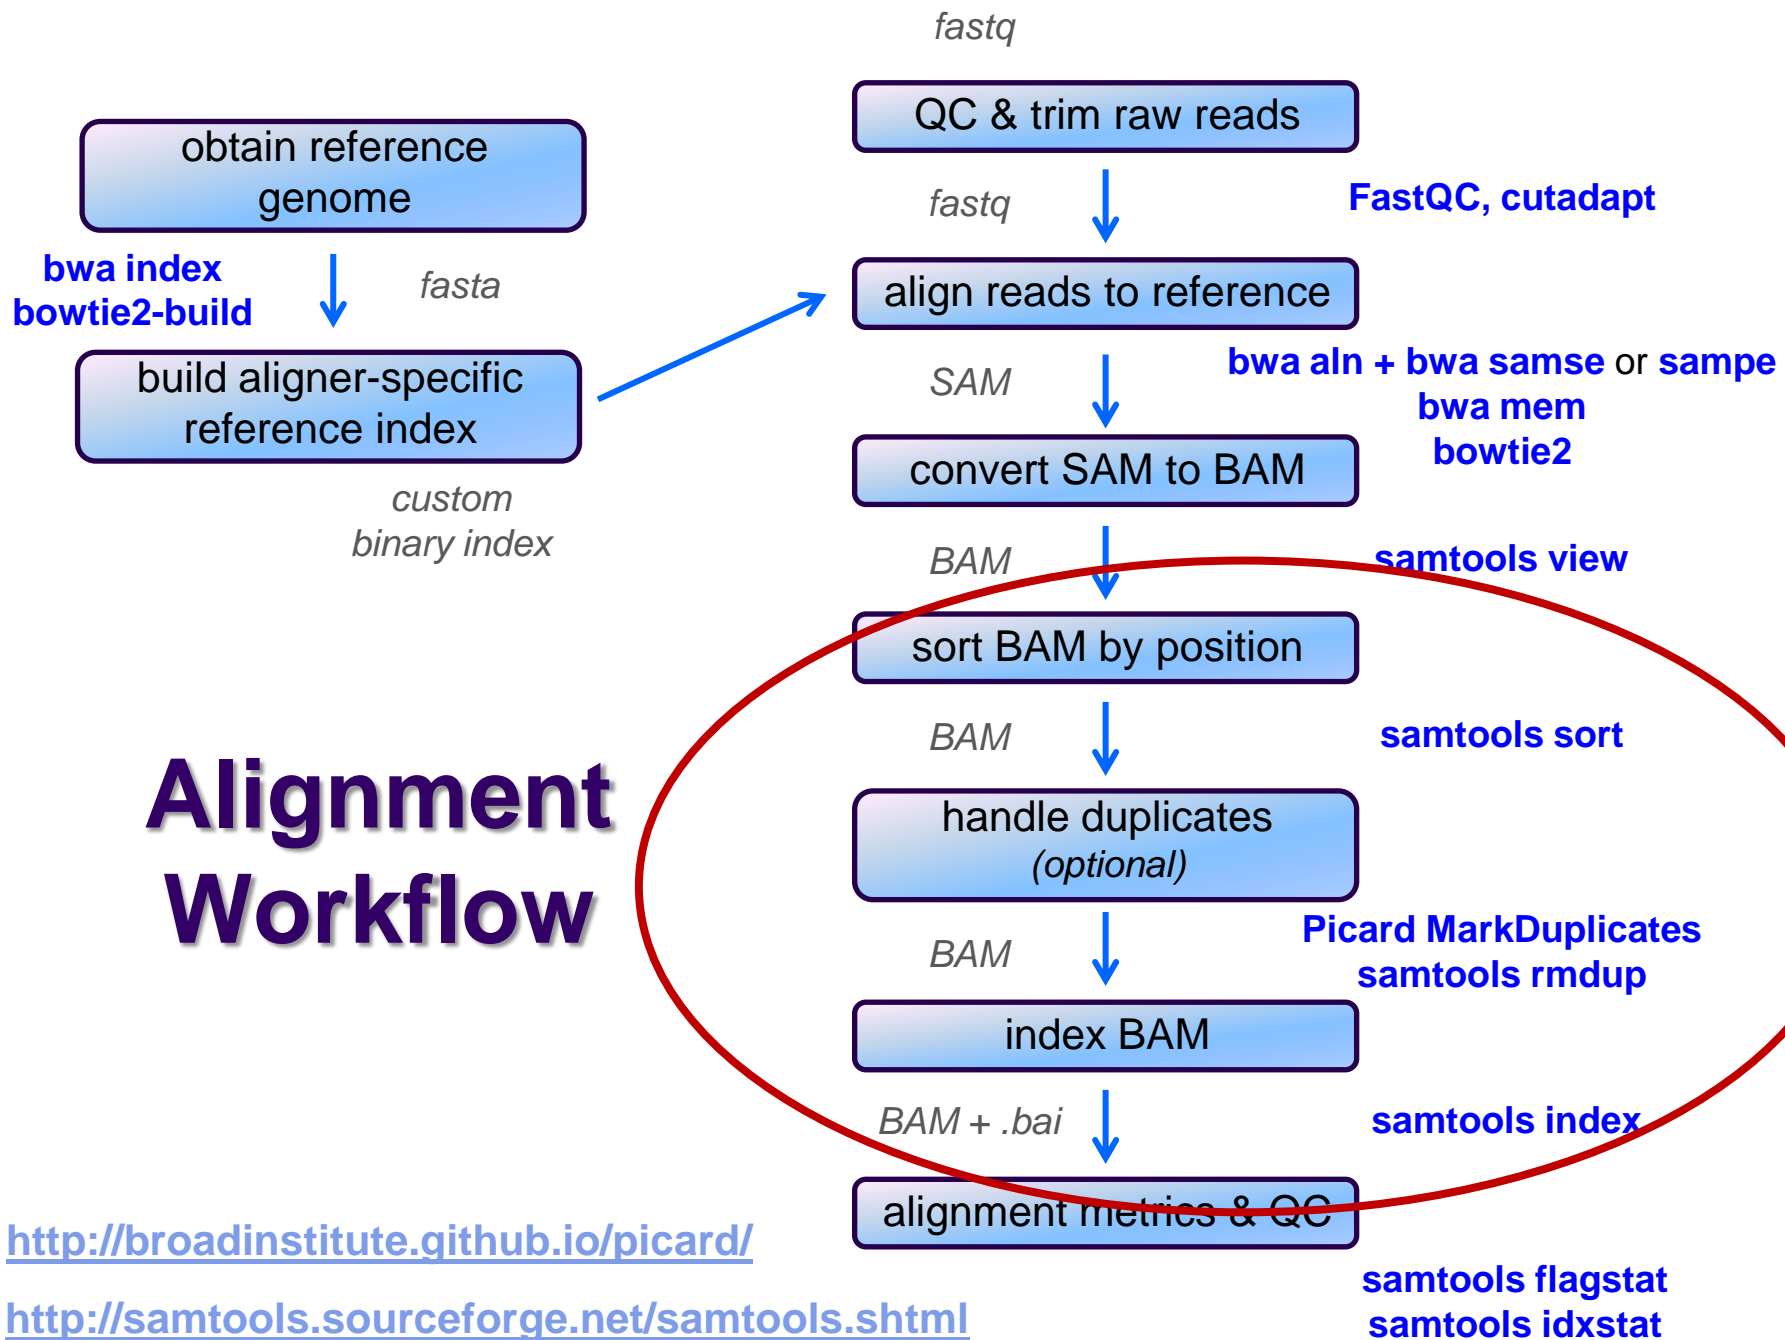 fastq
QC & trim raw reads
obtain reference
genome
fastq
FastQC, cutadapt
bwa index
bowtie2-build
fasta
align reads to reference
build aligner-specific
reference index
SAM
bwa aln + bwa samse or sampe
bwa mem
bowtie2
convert SAM to BAM
custom
binary index
BAM
samtools view
sort BAM by position
BAM
samtools sort
Alignment
Workflow
handle duplicates
(optional)
BAM
Picard MarkDuplicates
samtools rmdup
index BAM
BAM + .bai
samtools index
alignment metrics & QC
http://broadinstitute.github.io/picard/
samtools flagstat
samtools idxstat
http://samtools.sourceforge.net/samtools.shtml